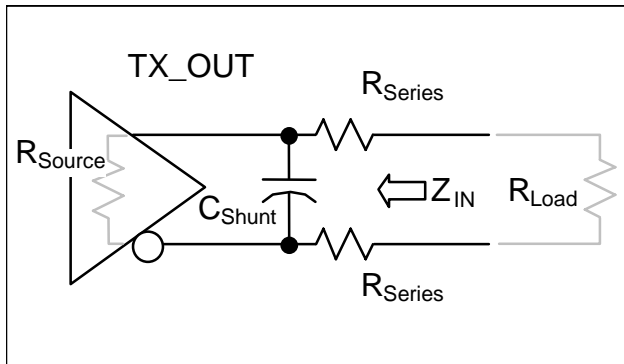 TX_OUT
R_Series
R_Source
C_Shunt
Z_IN
R_Load
R_Series